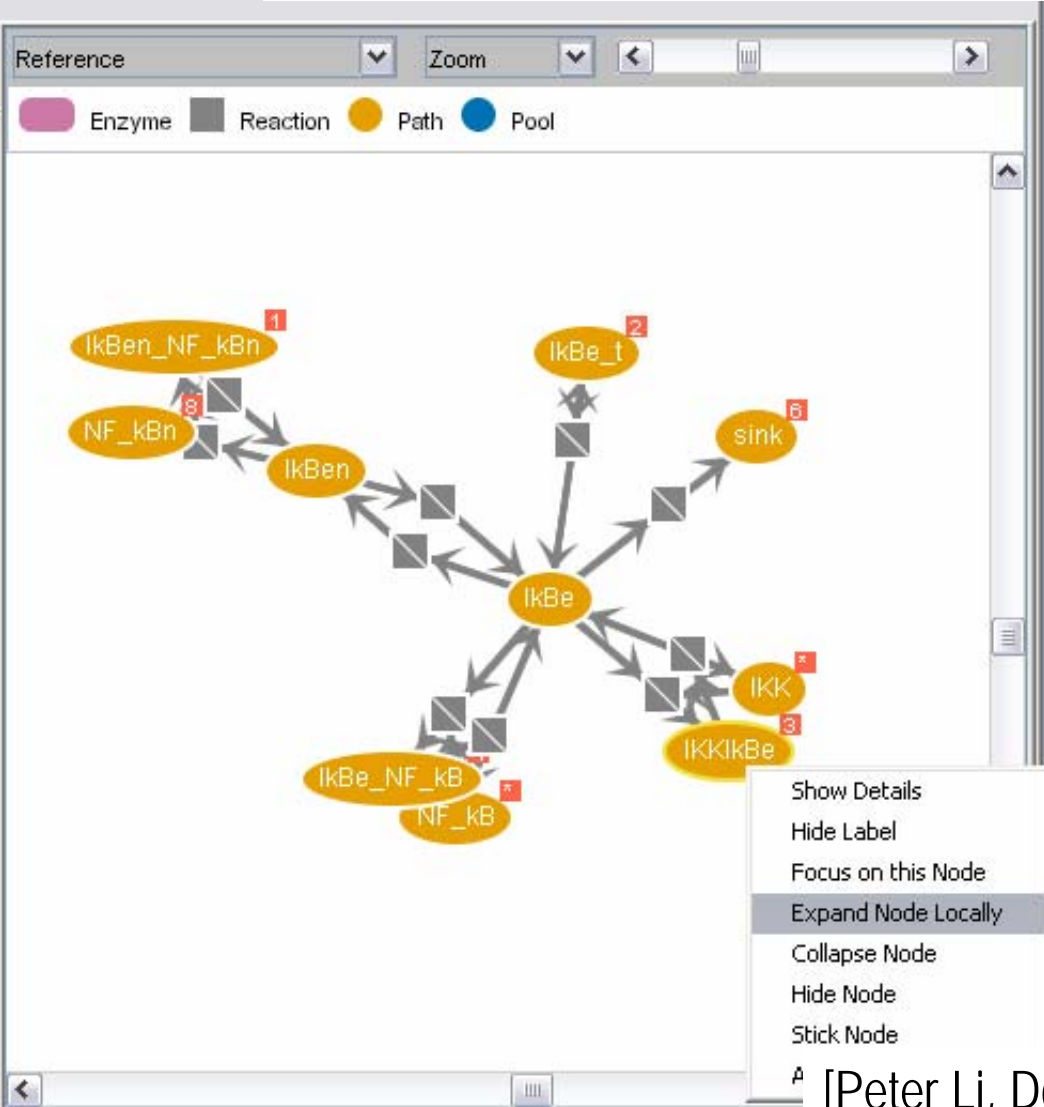 Reference Zoom
Enzyme Reaction Path Pool
IkBen_NF_kBn 1
IkBe_t 2
NF_kBn 8
sink 6
IkBen
IkBe
IKK *
IKKIkBe 3
IkBe_NF_kB
NF_kB *
Show Details
Hide Label
Focus on this Node
Expand Node Locally
Collapse Node
Hide Node
Stick Node
[Peter Li,